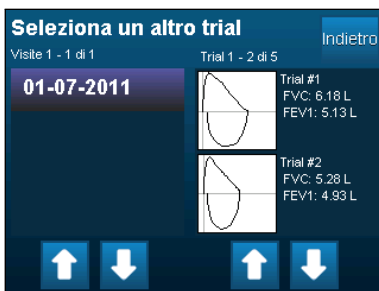 Seleziona un altro trial
Indietro
Visite 1 - 1 di 1
Trial 1 - 2 di 5
01-07-2011
Trial #1
FVC: 6.18 L
FEV1: 5.13 L
Trial #2
FVC: 5.28 L
FEV1: 4.93 L